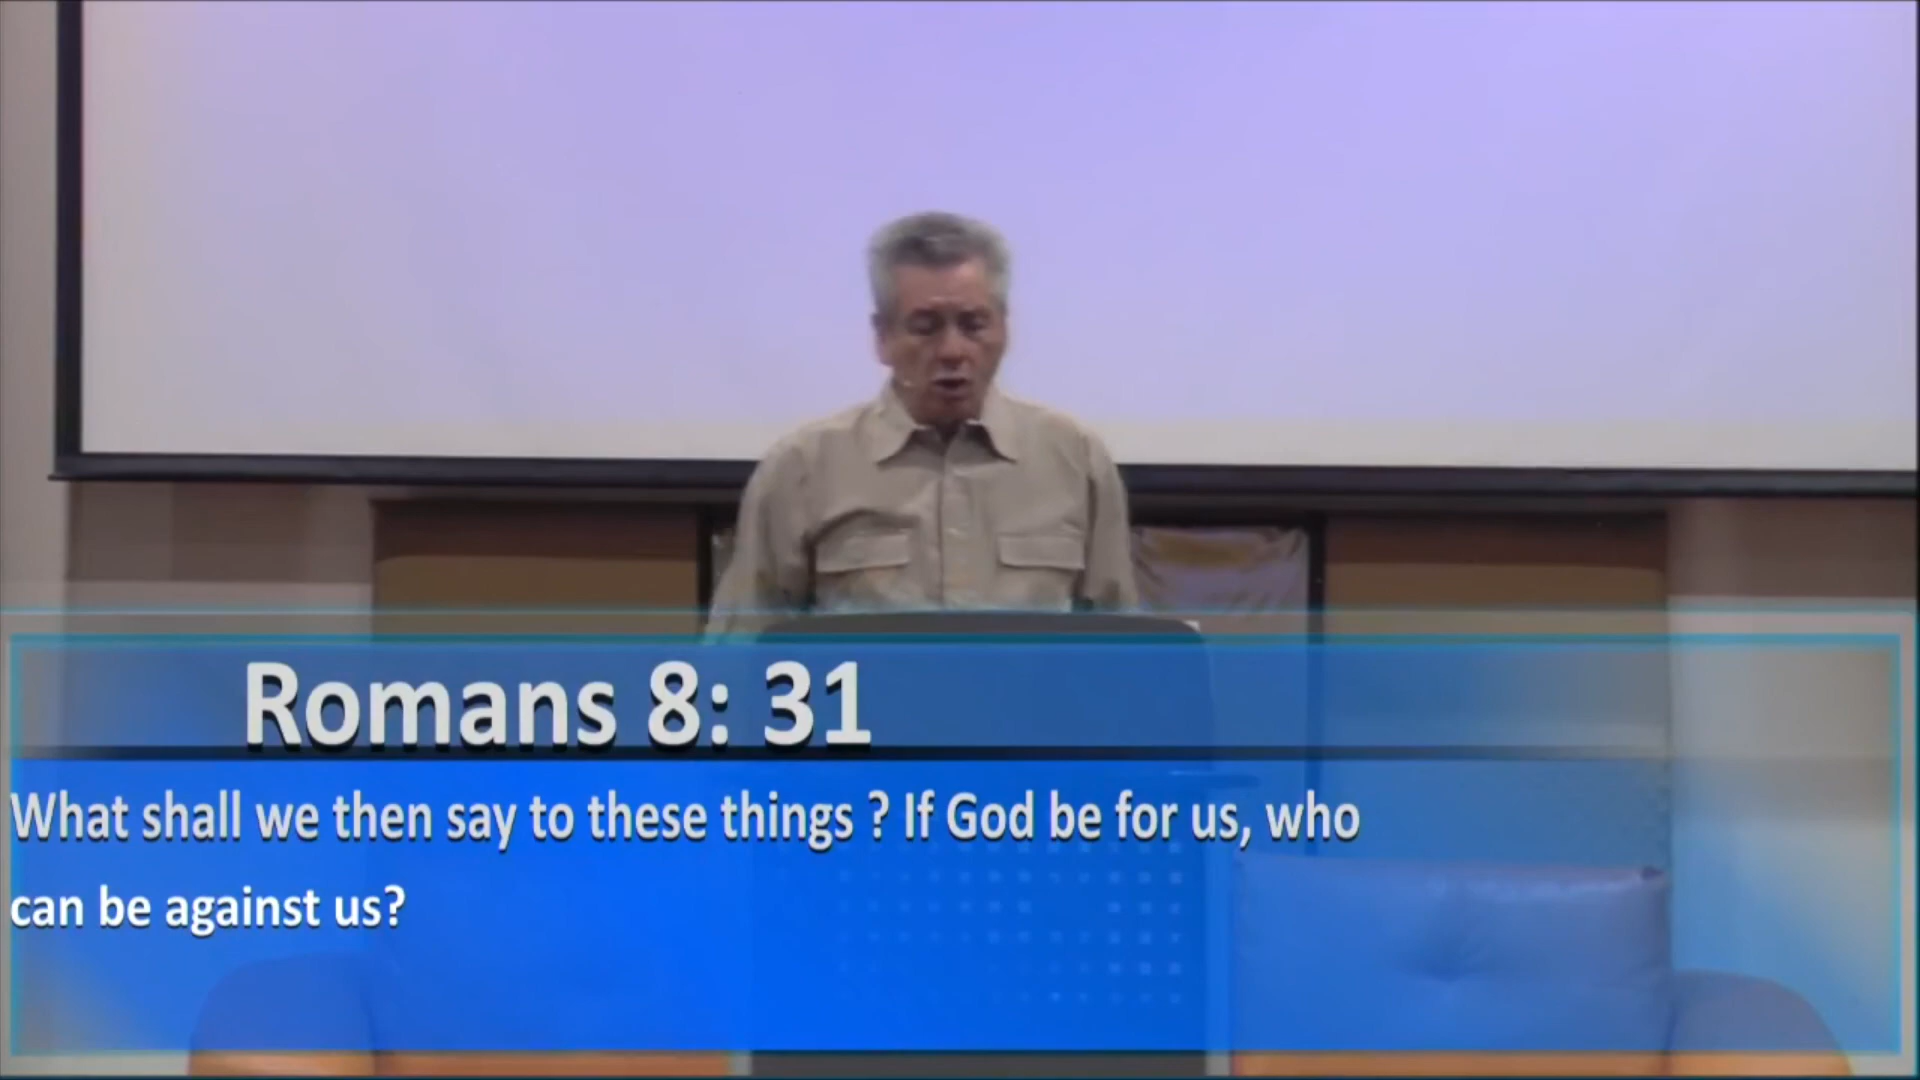 Romans 8: 31
What shall we then say to these things ? If God be for us, who
can be against us?